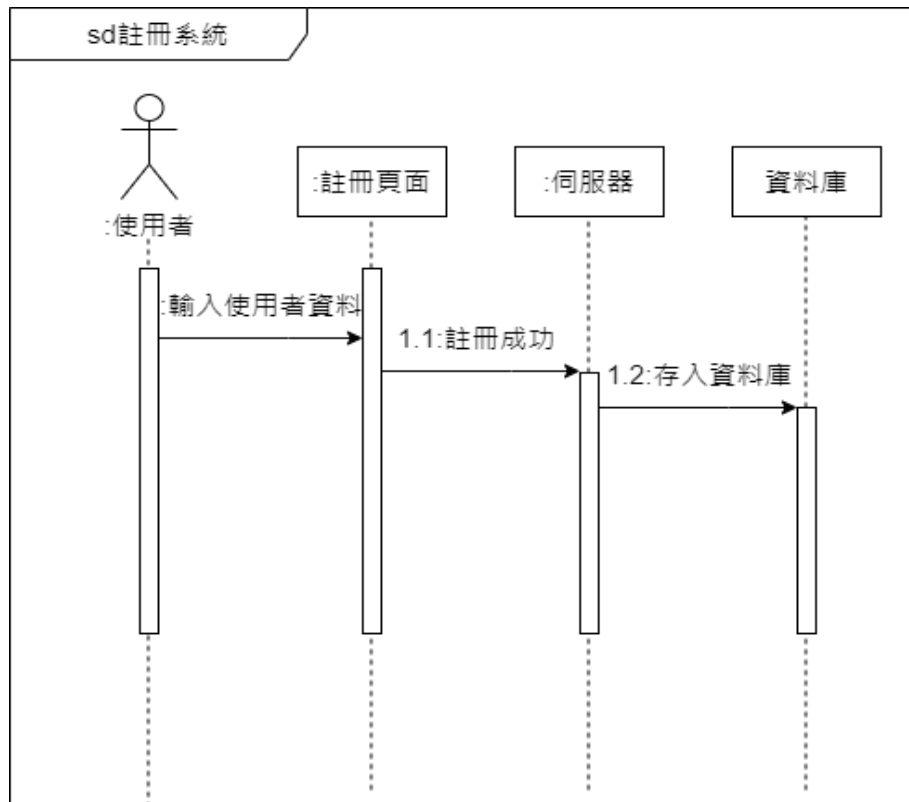 sd註冊系統
:使用者
:註冊頁面
:伺服器
資料庫
:輸入使用者資料
1.1:註冊成功
1.2:存入資料庫